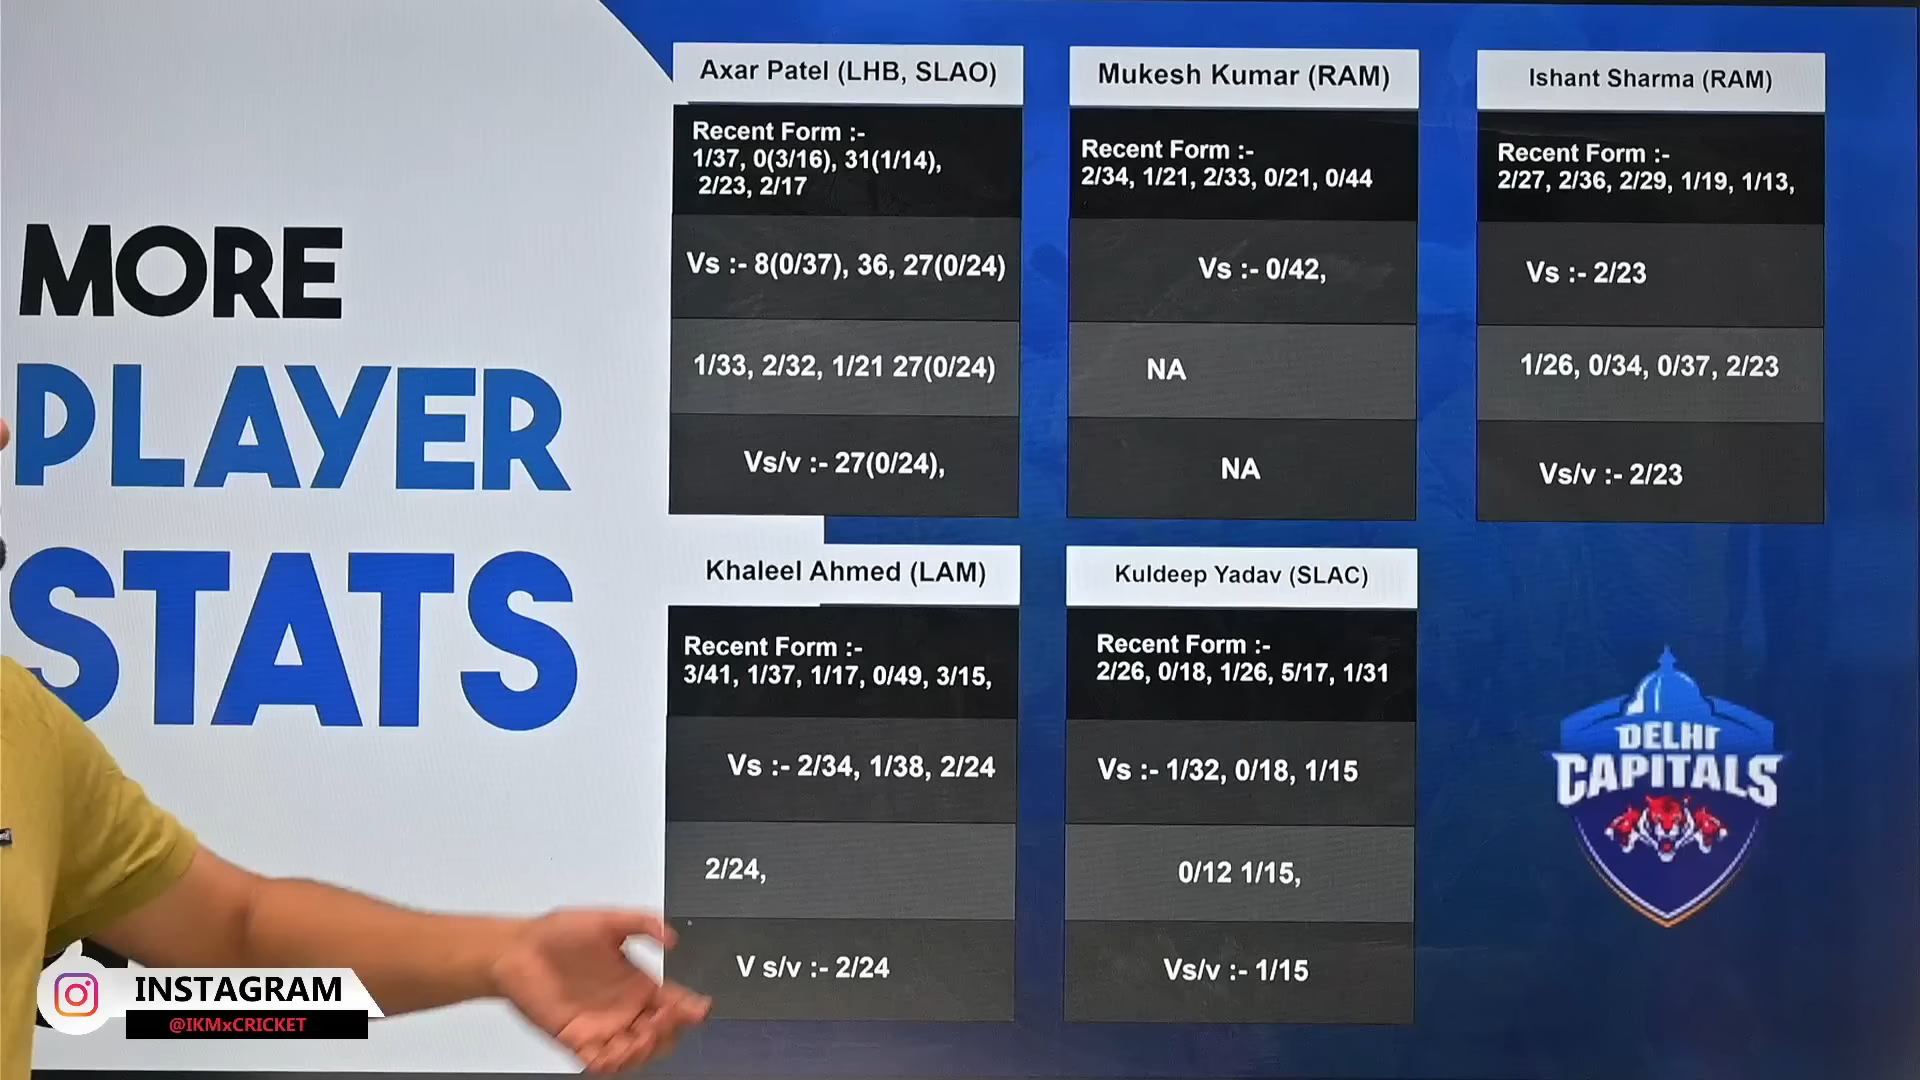 MORE
PLAYER
STATS
Axar Patel (LHB, SLAO)
Recent Form :-
1/37, 0(3/16), 31(1/14),
2/23, 2/17
Vs :- 8(0/37), 36, 27(0/24)
1/33, 2/32, 1/21 27(0/24)
Vs/v :- 27(0/24),
Mukesh Kumar (RAM)
Recent Form :-
2/34, 1/21, 2/33, 0/21, 0/44
Vs :- 0/42,
NA
NA
Ishant Sharma (RAM)
Recent Form :-
2/27, 2/36, 2/29, 1/19, 1/13,
Vs :- 2/23
1/26, 0/34, 0/37, 2/23
Vs/v :- 2/23
Khaleel Ahmed (LAM)
Recent Form :-
3/41, 1/37, 1/17, 0/49, 3/15,
Vs :- 2/34, 1/38, 2/24
2/24,
V s/v :- 2/24
Kuldeep Yadav (SLAC)
Recent Form :-
2/26, 0/18, 1/26, 5/17, 1/31
Vs :- 1/32, 0/18, 1/15
0/12 1/15,
Vs/v :- 1/15
DELHI
CAPITALS
INSTAGRAM
@IKMxCRICKET